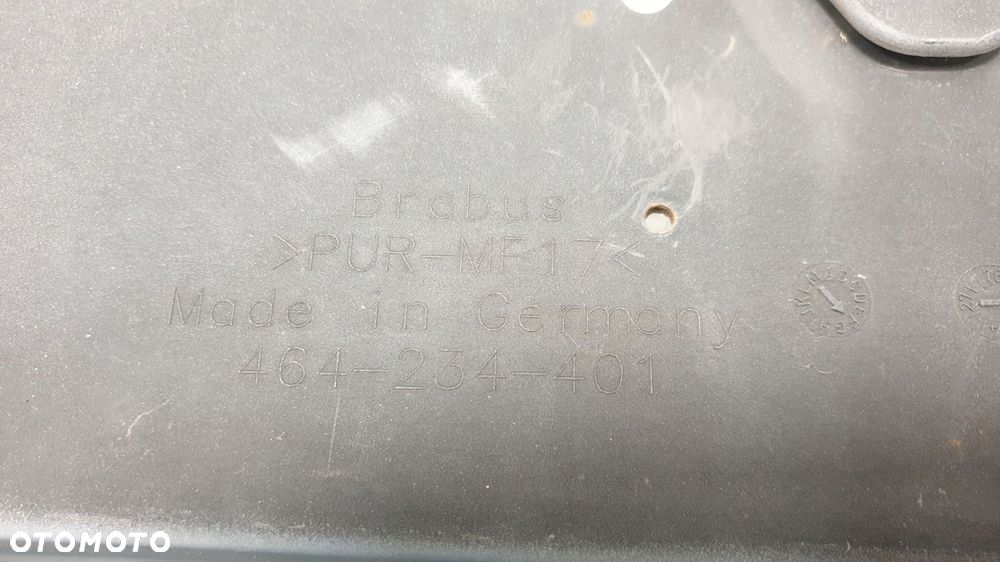 Brabus
>PUR-MF17<
Made in Germany
464-234-401
OTOMOTO